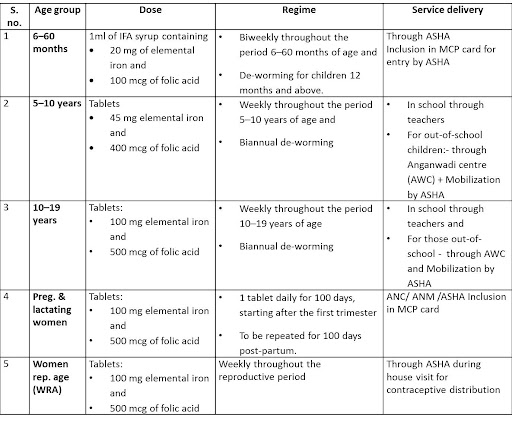 S. no. Age group Dose Regime Service delivery
1 6–60 months
1ml of IFA syrup containing
• 20 mg of elemental iron and
• 100 mcg of folic acid
• Biweekly throughout the period 6–60 months of age and
• De-worming for children 12 months and above.
Through ASHA
Inclusion in MCP card for entry by ASHA
2 5–10 years
Tablets
• 45 mg elemental iron and
• 400 mcg of folic acid
• Weekly throughout the period 5–10 years of age and
• Biannual de-worming
• In school through teachers
• For out-of-school children:- through Anganwadi centre (AWC) + Mobilization by ASHA
3 10–19 years
Tablets:
• 100 mg elemental iron and
• 500 mcg of folic acid
• Weekly throughout the period 10–19 years of age
• Biannual de-worming
• In school through teachers and
• For those out-of-school - through AWC and Mobilization by ASHA
4 Preg. & lactating women
Tablets:
• 100 mg elemental iron and
• 500 mcg of folic acid
• 1 tablet daily for 100 days, starting after the first trimester
• To be repeated for 100 days post-partum.
ANC/ ANM /ASHA Inclusion in MCP card
5 Women rep. age (WRA)
Tablets:
• 100 mg elemental iron and
• 500 mcg of folic acid
Weekly throughout the reproductive period
Through ASHA during house visit for contraceptive distribution